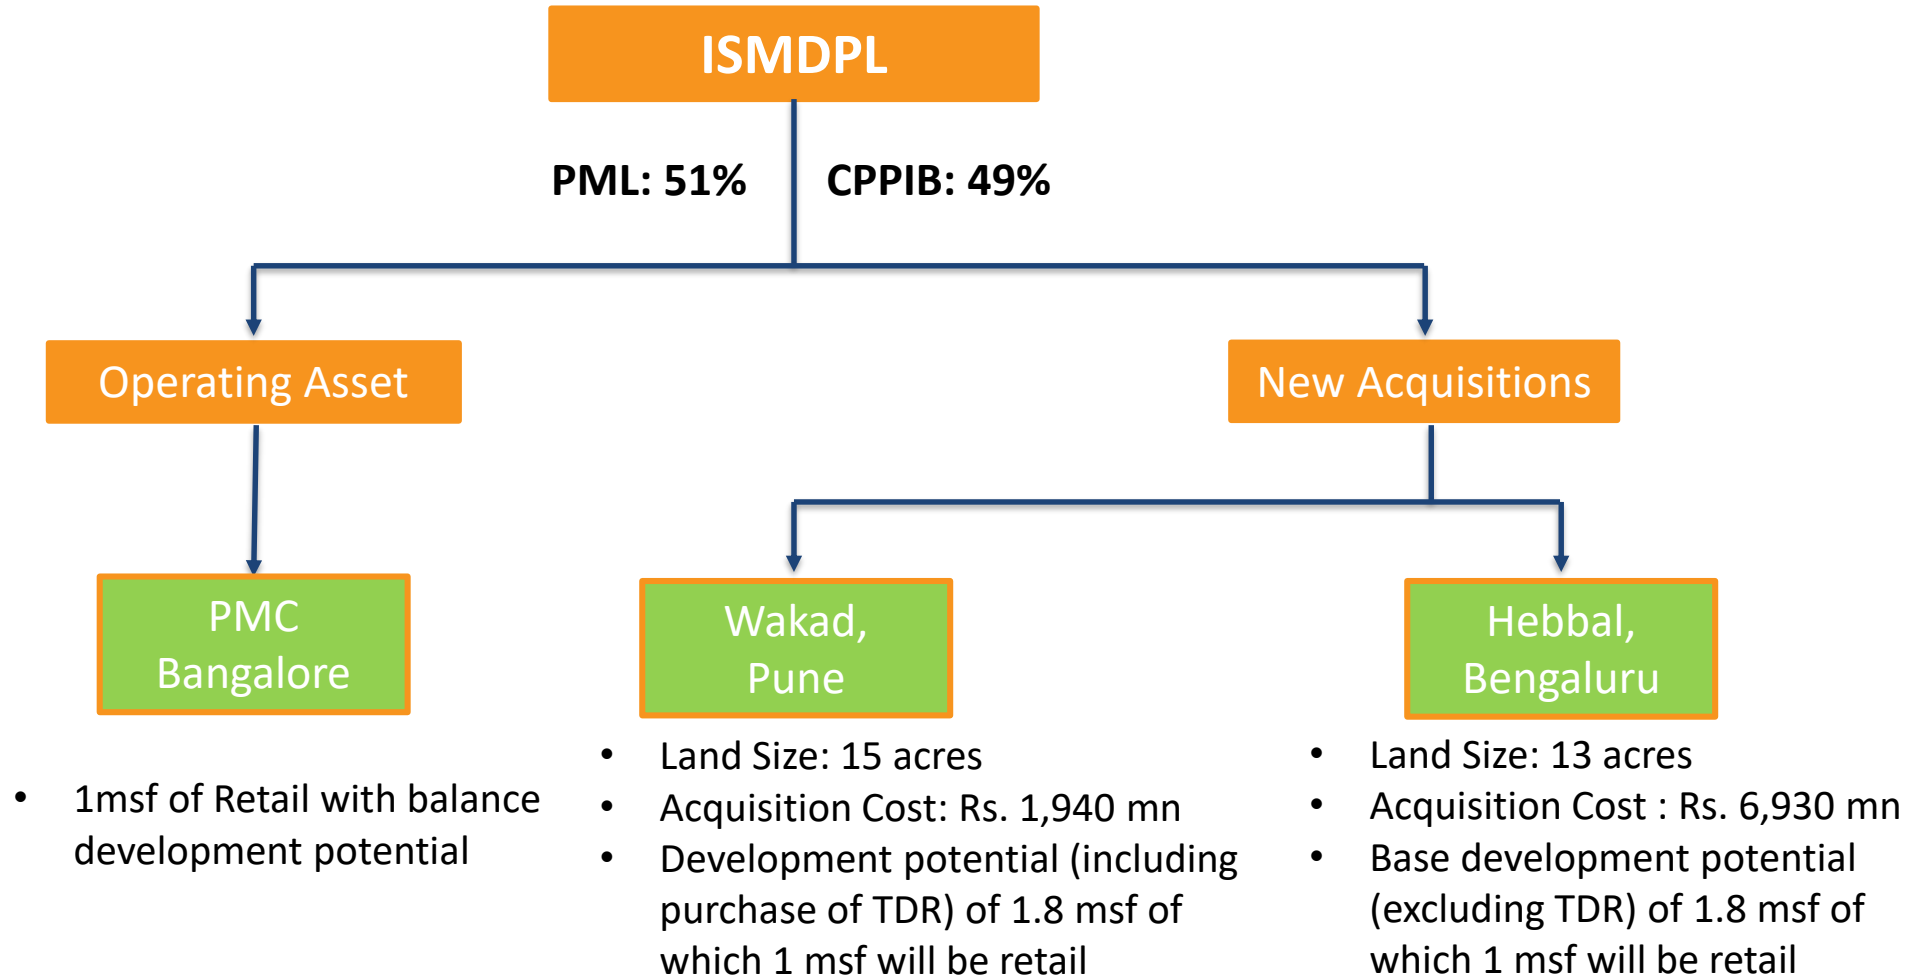 ISMDPL
PML: 51%
CPPIB: 49%
Operating Asset
New Acquisitions
PMC
Bangalore
• 1msf of Retail with balance
development potential
Wakad,
Pune
• Land Size: 15 acres
• Acquisition Cost: Rs. 1,940 mn
• Development potential (including
purchase of TDR) of 1.8 msf of
which 1 msf will be retail
Hebbal,
Bengaluru
• Land Size: 13 acres
• Acquisition Cost : Rs. 6,930 mn
• Base development potential
(excluding TDR) of 1.8 msf of
which 1 msf will be retail